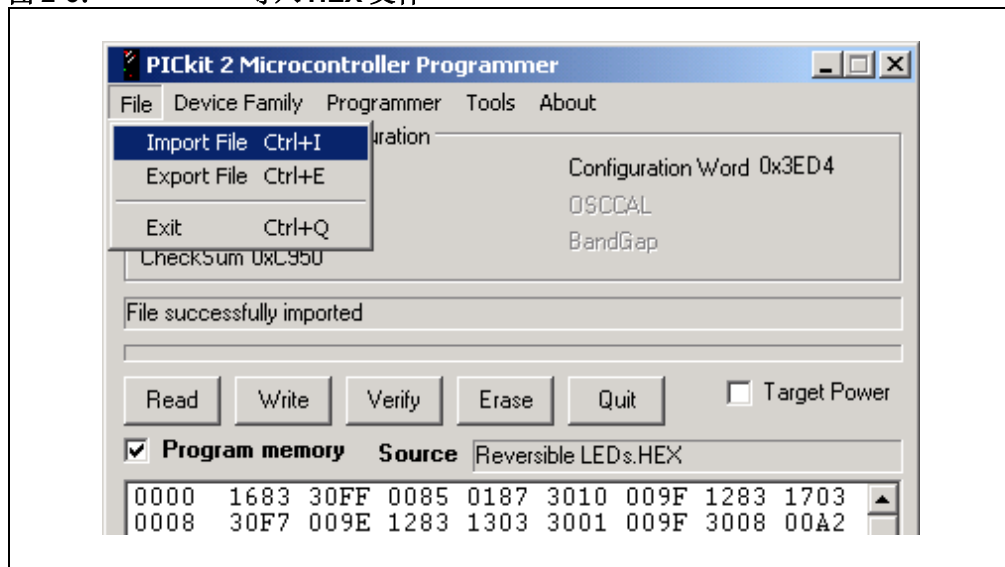 HEX
PICkit 2 Microcontroller Programmer
File Device Family Programmer Tools About
Import File Ctrl+I
Export File Ctrl+E
Exit Ctrl+Q
Configuration Word 0x3ED4
OSCCAL
BandGap
CheckSum 0xC950
File successfully imported
Read Write Verify Erase Quit Target Power
Program memory Source Reversible LEDs.HEX
0000 1683 30FF 0085 0187 3010 009F 1283 1703
0008 30F7 009E 1283 1303 3001 009F 3008 00A2